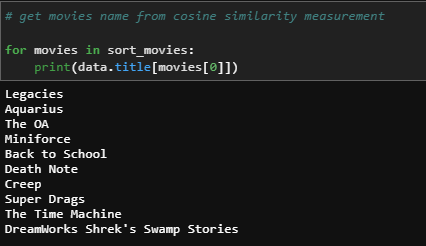 # get movies name from cosine similarity measurement
for movies in sort_movies:
    print(data.title[movies[0]])
Legacies
Aquarius
The OA
Miniforce
Back to School
Death Note
Creep
Super Drags
The Time Machine
DreamWorks Shrek's Swamp Stories